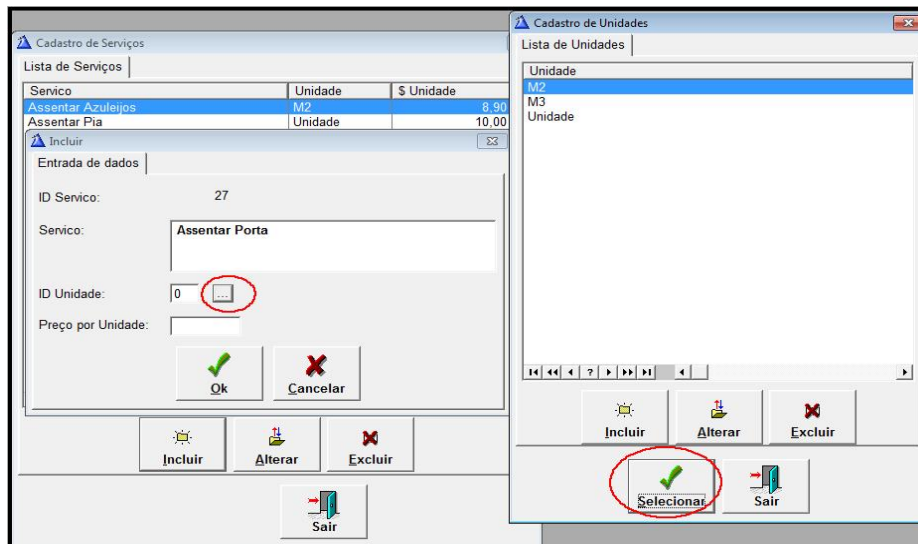 Cadastro de Serviços
Lista de Serviços
Servico Unidade $ Unidade
Assentar Azuleijos M2 8,90
Assentar Pia Unidade 10,00
Incluir
Entrada de dados
ID Servico: 27
Servico: Assentar Porta
ID Unidade: 0 ...
Preço por Unidade:
Ok Cancelar
Incluir Alterar Excluir
Sair
Cadastro de Unidades
Lista de Unidades
Unidade
M2
M3
Unidade
?
Incluir Alterar Excluir
Selecionar Sair